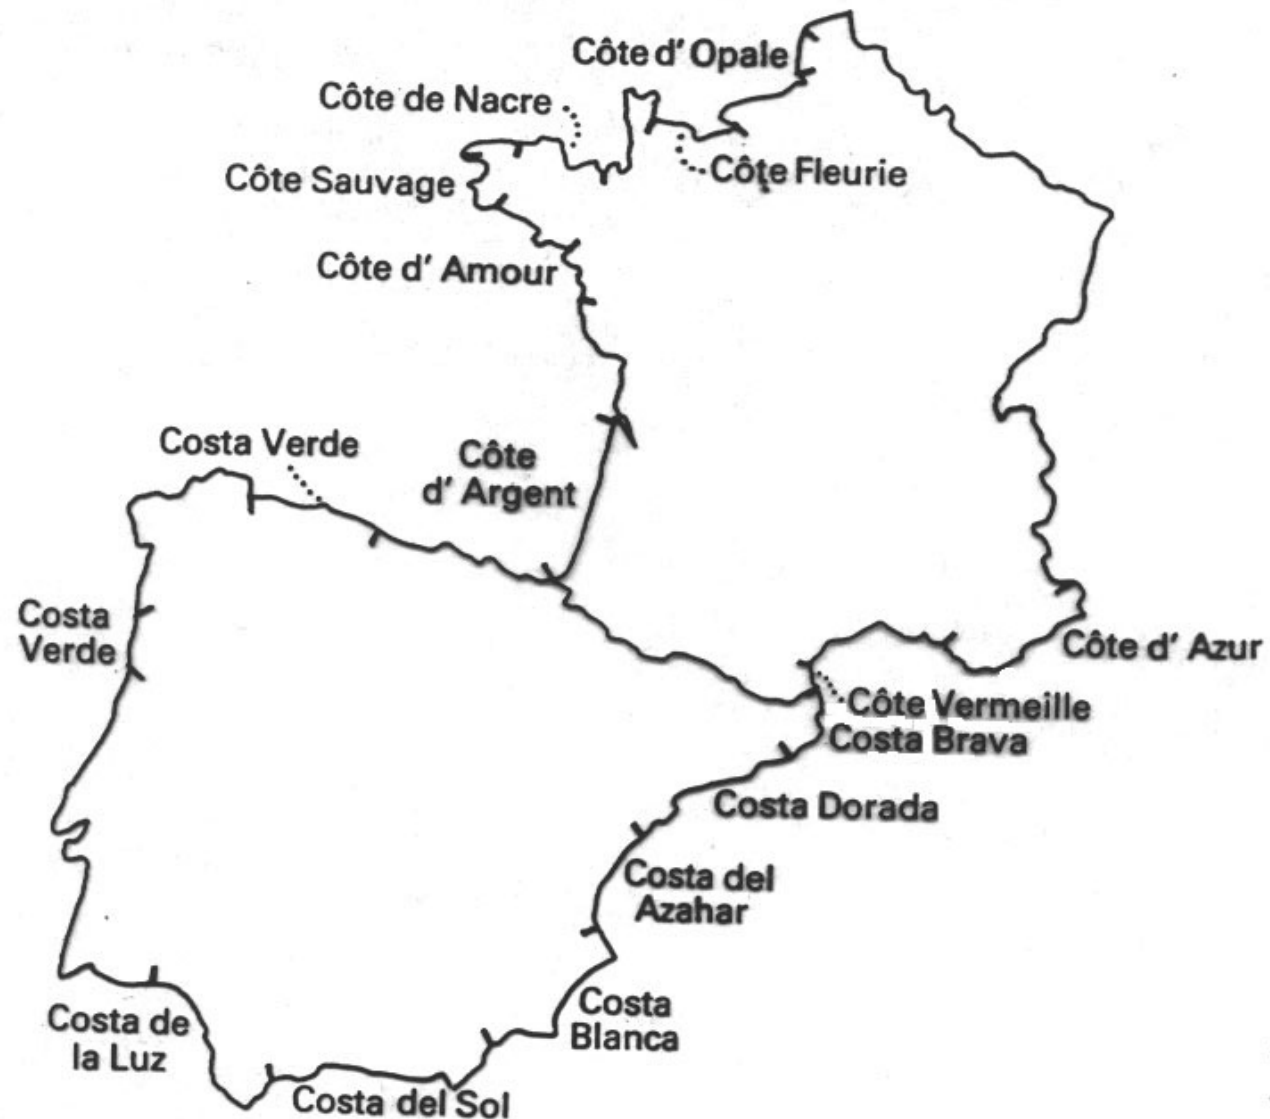 Côte d' Opale
Côte de Nacre
Côte Fleurie
Côte Sauvage
Côte d' Amour
Costa Verde
Côte
d' Argent
Costa
Verde
Côte d' Azur
Côte Vermeille
Costa Brava
Costa Dorada
Costa del
Azahar
Costa
Blanca
Costa de
la Luz
Costa del Sol